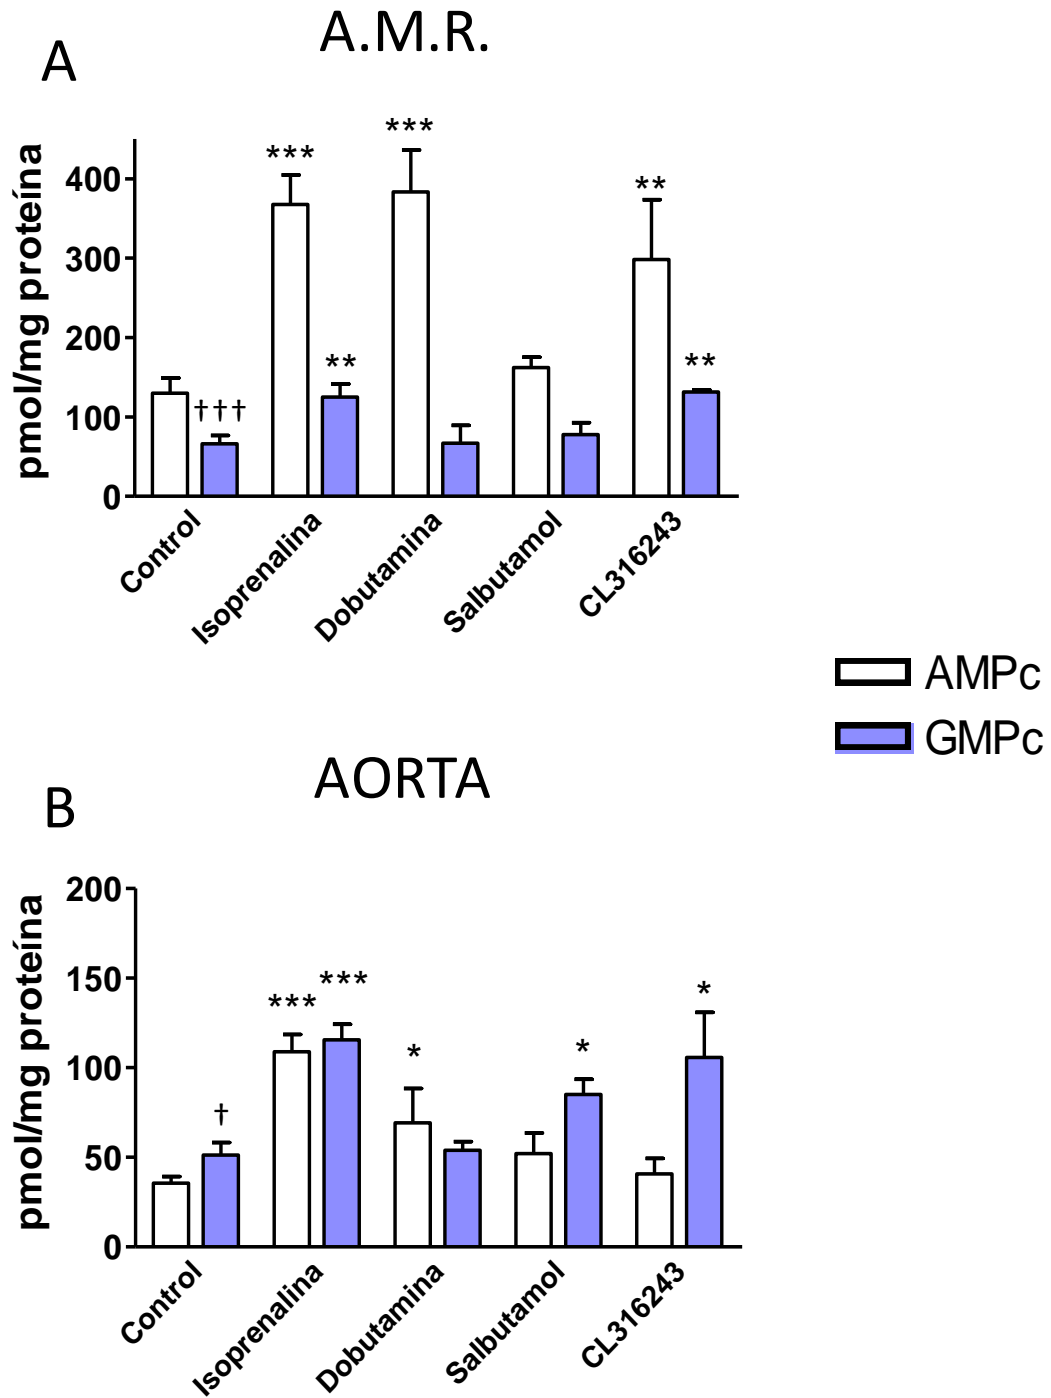 A
A.M.R.
pmol/mg proteína
400
300
200
100
0
†††
***
**
***
**
**
Control
Isoprenalina
Dobutamina
Salbutamol
CL316243
AMPc
GMPc
B
AORTA
pmol/mg proteína
200
150
100
50
0
†
***
***
*
*
*
Control
Isoprenalina
Dobutamina
Salbutamol
CL316243